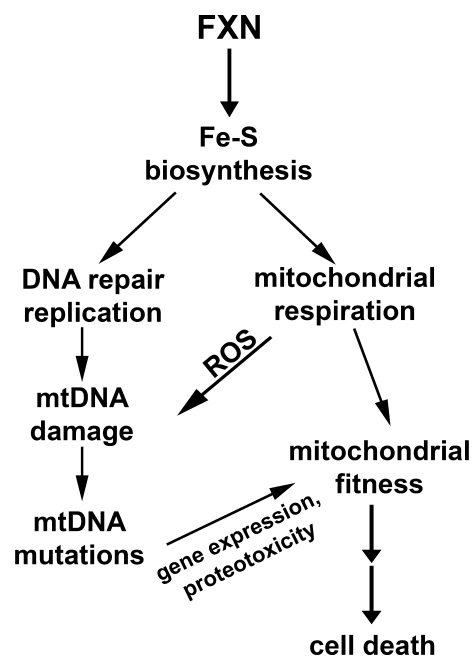 FXN
Fe-S
biosynthesis
DNA repair
replication
mitochondrial
respiration
ROS
mtDNA
damage
mitochondrial
fitness
mtDNA
mutations
gene expression,
proteotoxicity
cell death